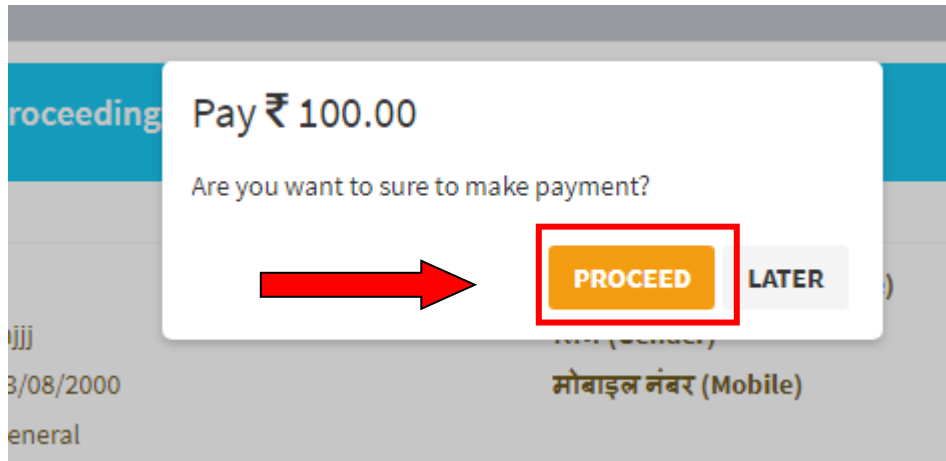 roceeding
Pay ₹ 100.00
Are you want to sure to make payment?
PROCEED LATER
)
jjj
(Gender)
3/08/2000 मोबाइल नंबर (Mobile)
eneral